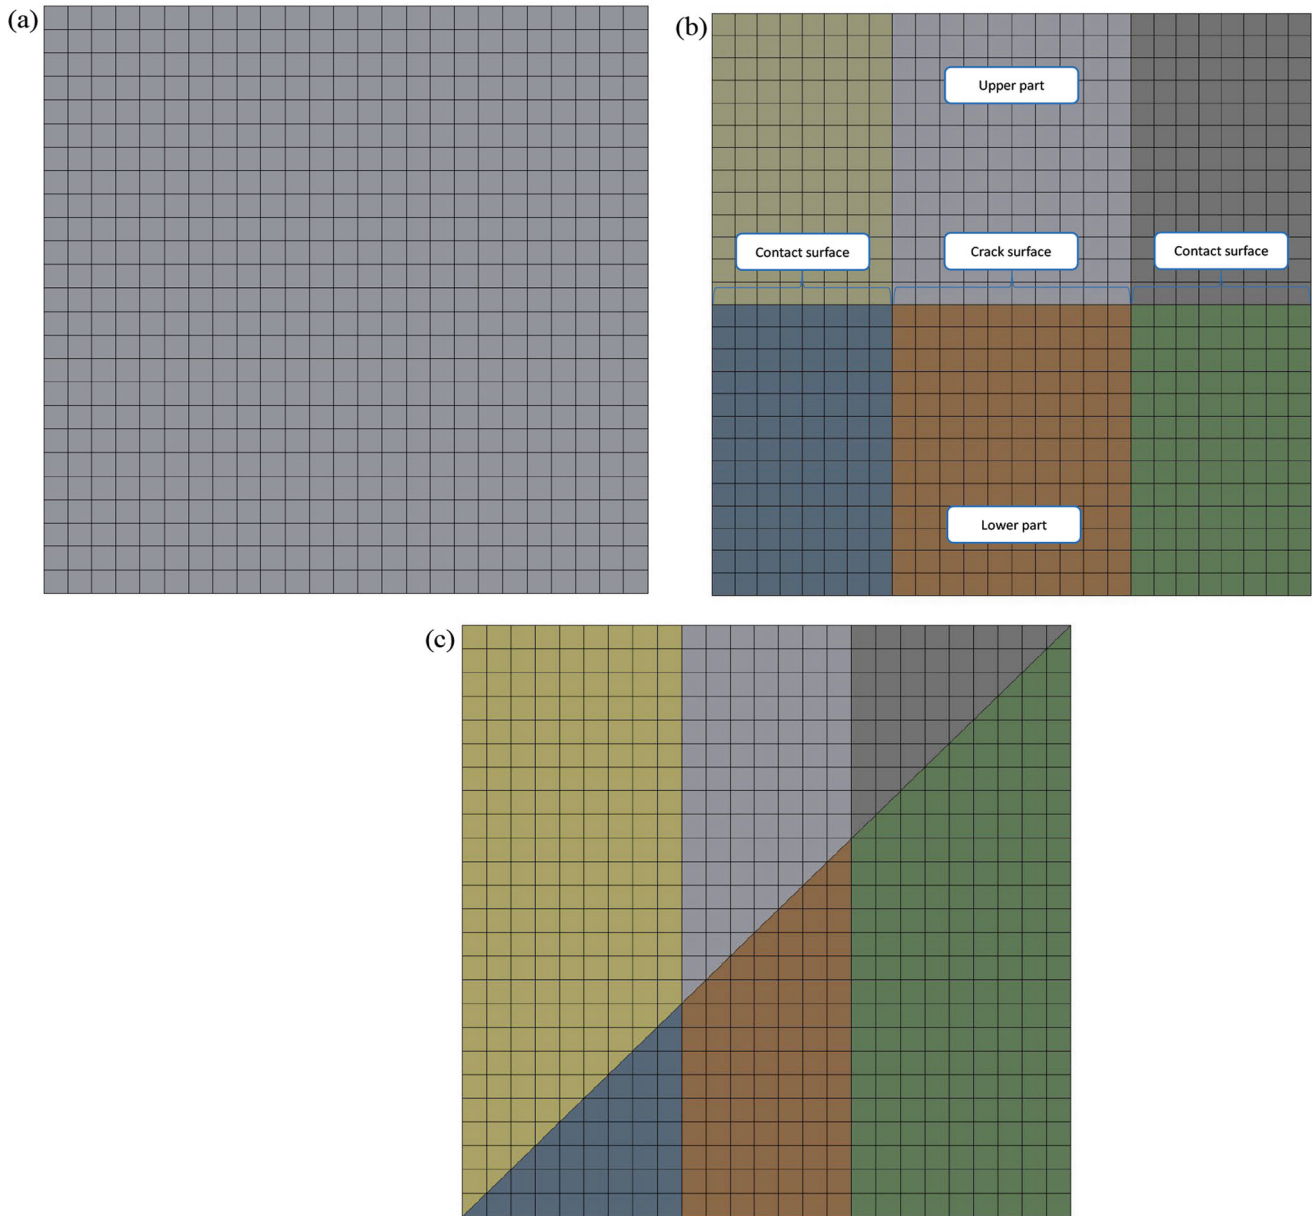 (a)
(b)
Upper part
Contact surface
Crack surface
Contact surface
Lower part
(c)